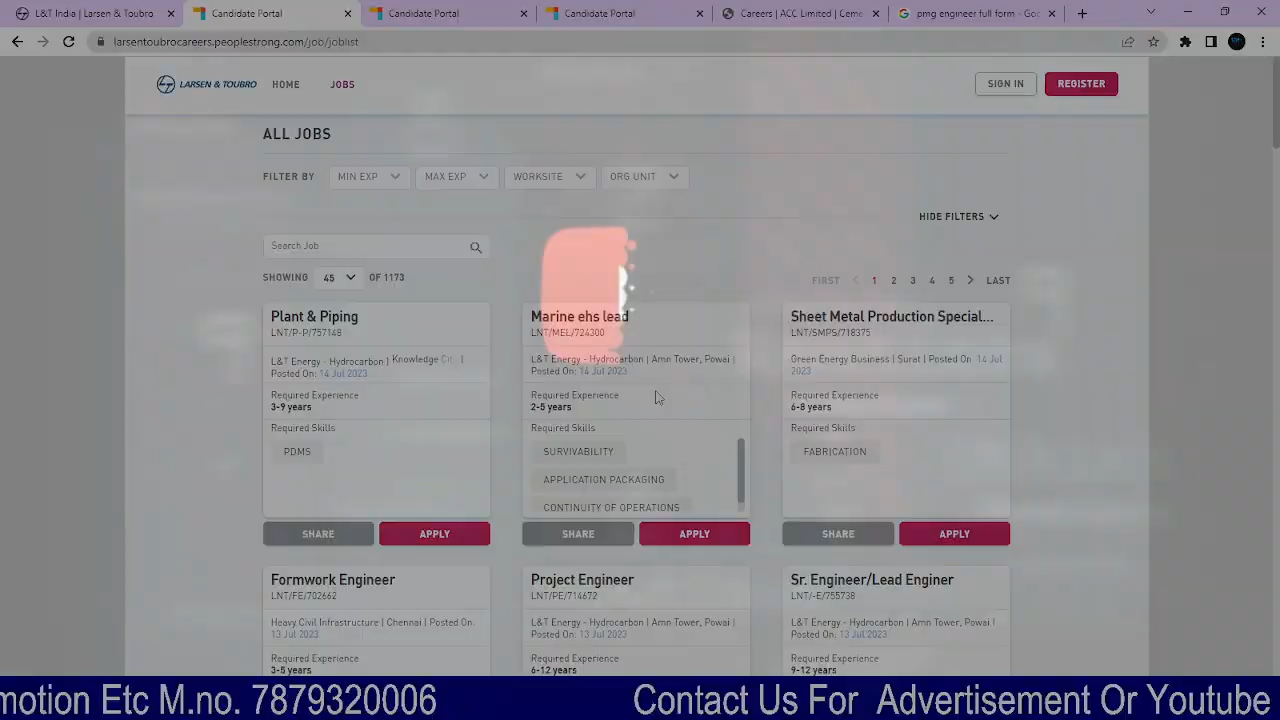 L&T India | Larsen & Toubro
Candidate Portal
Candidate Portal
Candidate Portal
Careers | ACC Limited | Ceme
pmg engineer full form - Goo
larsentoubrocareers.peoplestrong.com/job/joblist
LARSEN & TOUBRO
HOME
JOBS
SIGN IN
REGISTER
ALL JOBS
FILTER BY
MIN EXP
MAX EXP
WORKSITE
ORG UNIT
HIDE FILTERS
Search Job
SHOWING 45 OF 1173
FIRST 1 2 3 4 5 LAST
Plant & Piping
LNT/P-P/757148
L&T Energy - Hydrocarbon | Knowledge City |
Posted On: 14 Jul 2023
Required Experience
3-9 years
Required Skills
PDMS
SHARE
APPLY
Marine ehs lead
LNT/MEL/724300
L&T Energy - Hydrocarbon | Amn Tower, Powai |
Posted On: 14 Jul 2023
Required Experience
2-5 years
Required Skills
SURVIVABILITY
APPLICATION PACKAGING
CONTINUITY OF OPERATIONS
SHARE
APPLY
Sheet Metal Production Special...
LNT/SMPS/718375
Green Energy Business | Surat | Posted On: 14 Jul
2023
Required Experience
6-8 years
Required Skills
FABRICATION
SHARE
APPLY
Formwork Engineer
LNT/FE/702662
Heavy Civil Infrastructure | Chennai | Posted On:
13 Jul 2023
Required Experience
3-5 years
Project Engineer
LNT/PE/714672
L&T Energy - Hydrocarbon | Amn Tower, Powai |
Posted On: 13 Jul 2023
Required Experience
6-12 years
Sr. Engineer/Lead Enginer
LNT/-E/755738
L&T Energy - Hydrocarbon | Amn Tower, Powai |
Posted On: 13 Jul 2023
Required Experience
9-12 years
motion Etc M.no. 7879320006 Contact Us For Advertisement Or Youtube